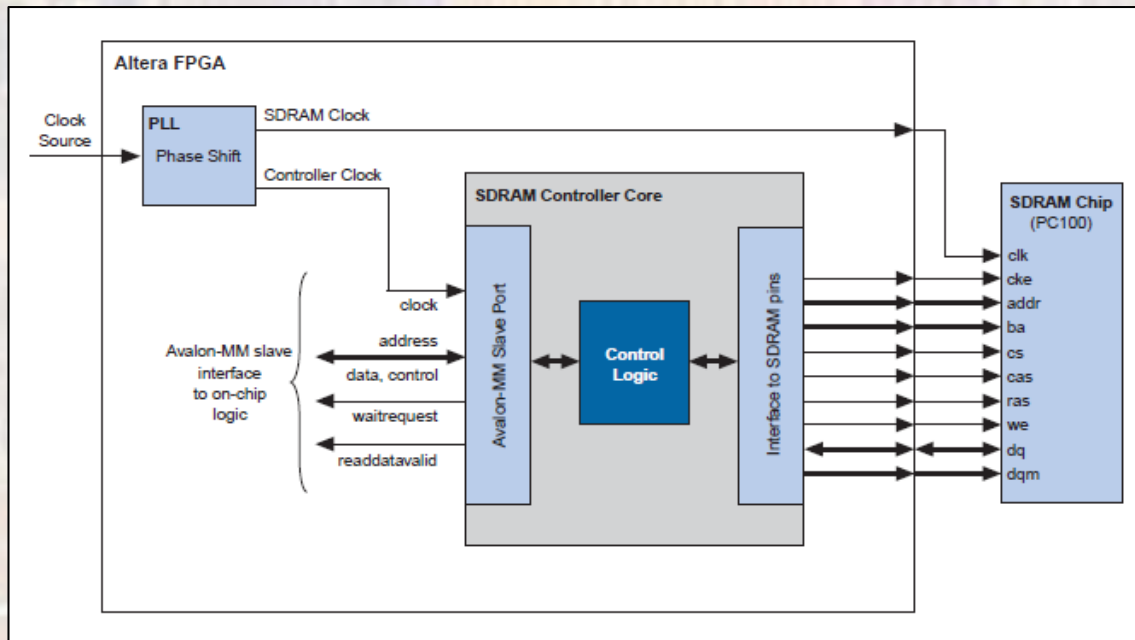 Altera FPGA
Clock
Source
PLL
Phase Shift
SDRAM Clock
Controller Clock
SDRAM Controller Core
SDRAM Chip
(PC100)
Avalon-MM slave
interface
to on-chip
logic
clock
address
data, control
waitrequest
readdatavalid
Avalon-MM Slave Port
Control
Logic
Interface to SDRAM pins
clk
cke
addr
ba
cs
cas
ras
we
dq
dqm